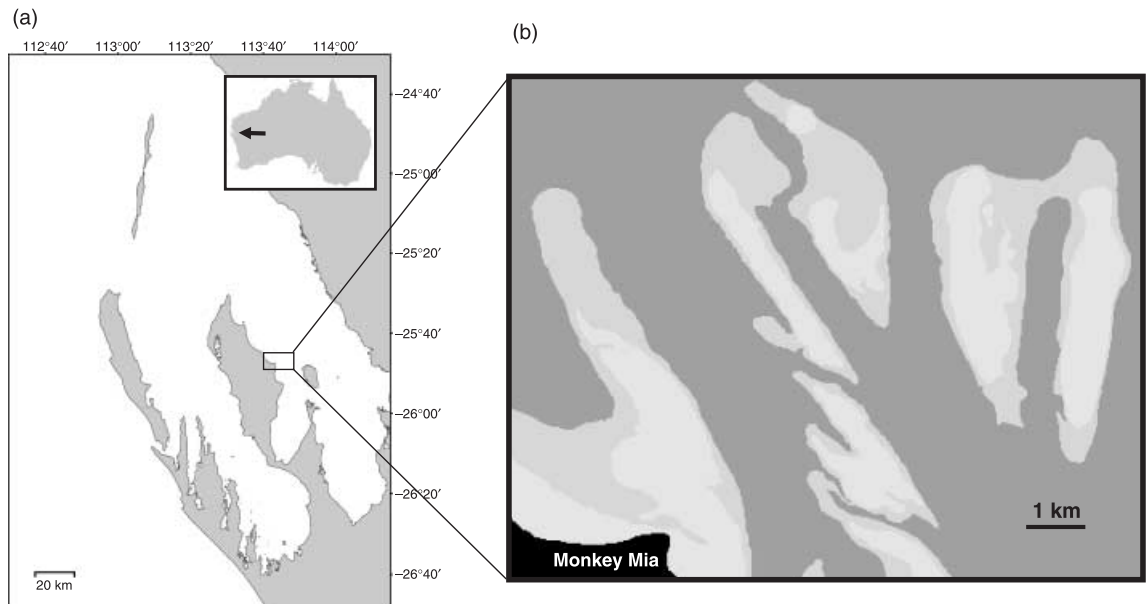 (a)
(b)
112°40′ 113°00′ 113°20′ 113°40′ 114°00′
–24°40′
–25°00′
–25°20′
–25°40′
–26°00′
–26°20′
–26°40′
20 km
1 km
Monkey Mia